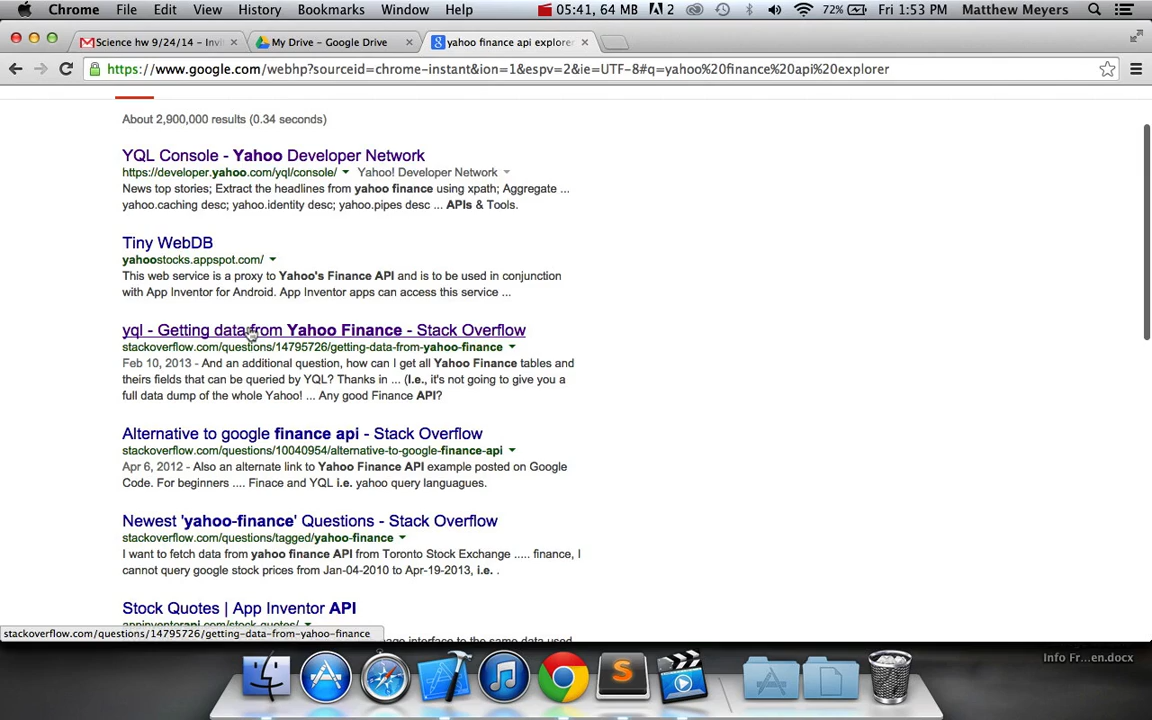 Chrome File Edit View History Bookmarks Window Help 05:41, 64 MB 2 72% Fri 1:53 PM Matthew Meyers
Science hw 9/24/14 - Invi My Drive - Google Drive yahoo finance api explorer
https://www.google.com/webhp?sourceid=chrome-instant&ion=1&espv=2&ie=UTF-8#q=yahoo%20finance%20api%20explorer
About 2,900,000 results (0.34 seconds)
YQL Console - Yahoo Developer Network
https://developer.yahoo.com/yql/console/ Yahoo! Developer Network
News top stories; Extract the headlines from yahoo finance using xpath; Aggregate ...
yahoo.caching desc; yahoo.identity desc; yahoo.pipes desc ... APIs & Tools.
Tiny WebDB
yahoostocks.appspot.com/
This web service is a proxy to Yahoo's Finance API and is to be used in conjunction
with App Inventor for Android. App Inventor apps can access this service ...
yql - Getting data from Yahoo Finance - Stack Overflow
stackoverflow.com/questions/14795726/getting-data-from-yahoo-finance
Feb 10, 2013 - And an additional question, how can I get all Yahoo Finance tables and
theirs fields that can be queried by YQL? Thanks in ... (I.e., it's not going to give you a
full data dump of the whole Yahoo! ... Any good Finance API?
Alternative to google finance api - Stack Overflow
stackoverflow.com/questions/10040954/alternative-to-google-finance-api
Apr 6, 2012 - Also an alternate link to Yahoo Finance API example posted on Google
Code. For beginners .... Finace and YQL i.e. yahoo query languagues.
Newest 'yahoo-finance' Questions - Stack Overflow
stackoverflow.com/questions/tagged/yahoo-finance
I want to fetch data from yahoo finance API from Toronto Stock Exchange ..... finance, I
cannot query google stock prices from Jan-04-2010 to Apr-19-2013, i.e. .
Stock Quotes | App Inventor API
appinventorapi.com/stock-quotes/
stackoverflow.com/questions/14795726/getting-data-from-yahoo-finance
interface to the same data used
Info Fr...en.docx